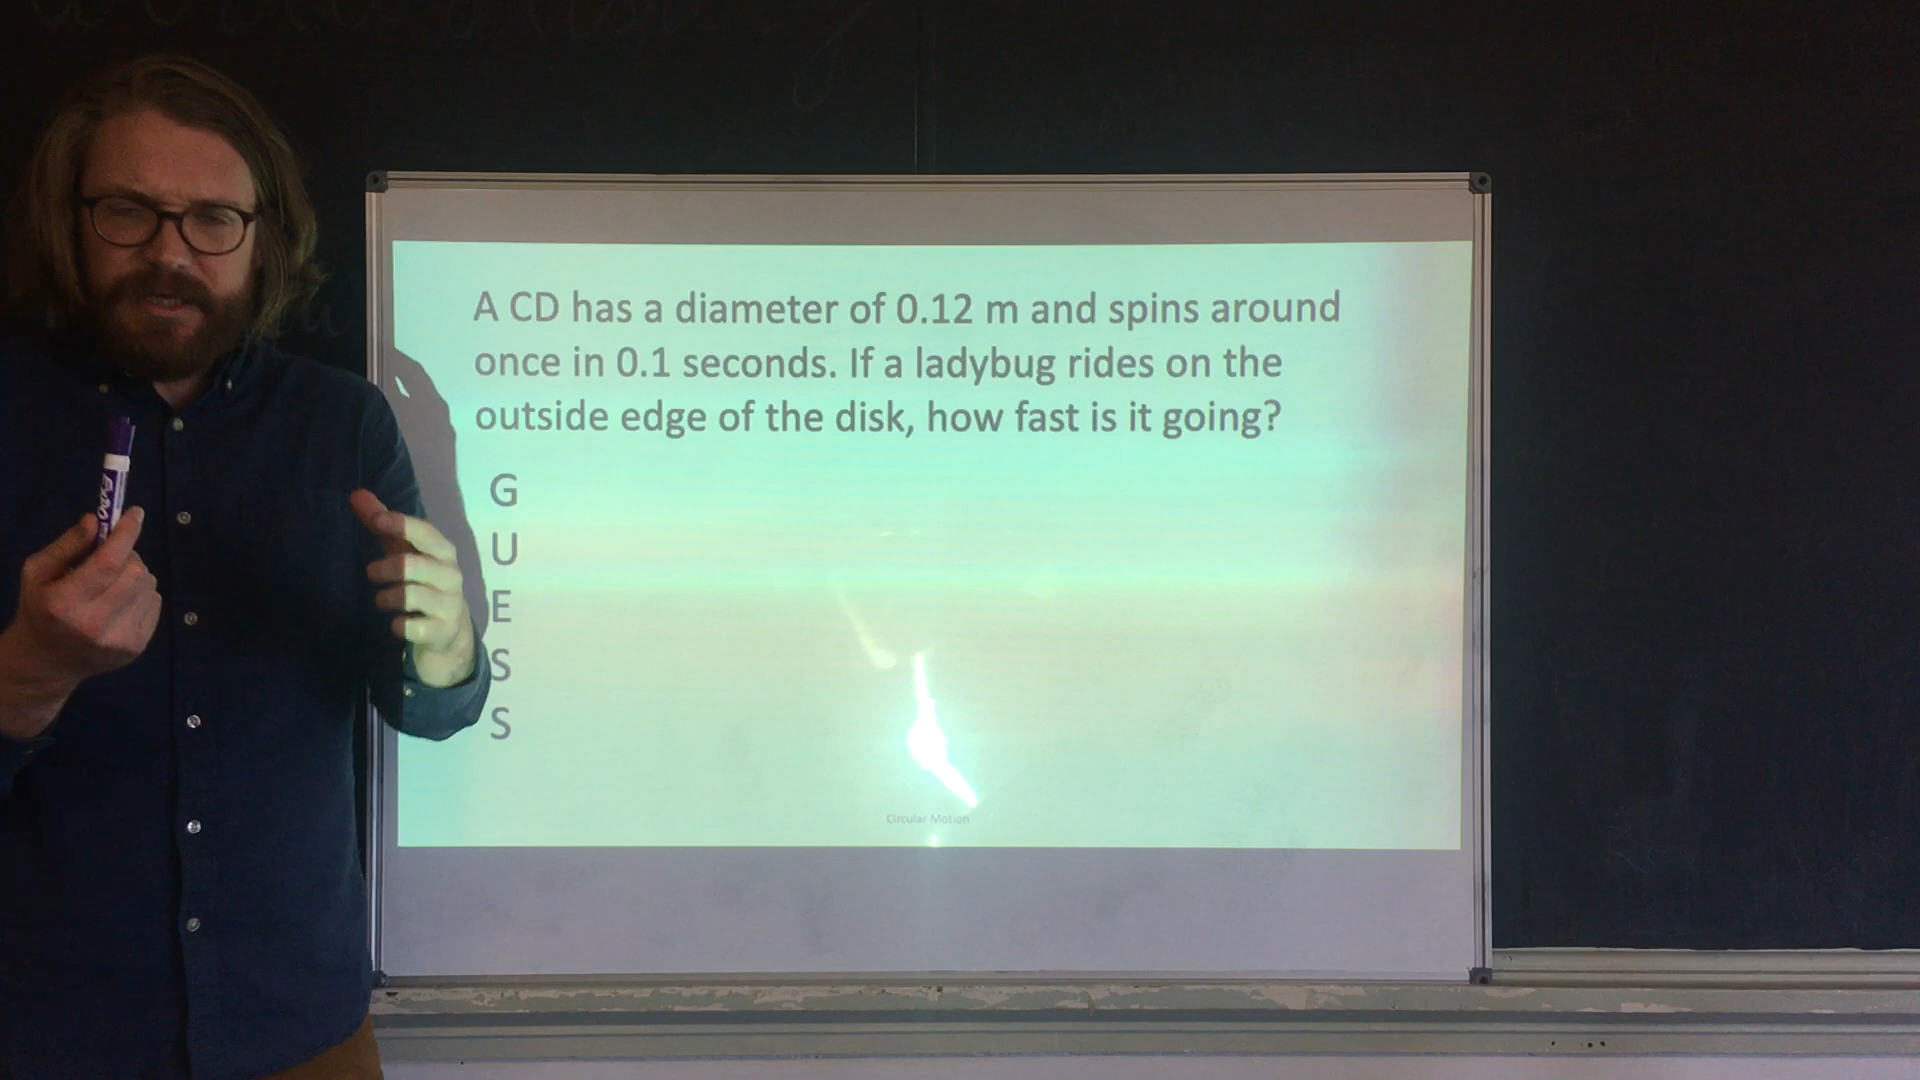 A CD has a diameter of 0.12 m and spins around
once in 0.1 seconds. If a ladybug rides on the
outside edge of the disk, how fast is it going?
G
U
E
S
S
Circular Motion
EXPO